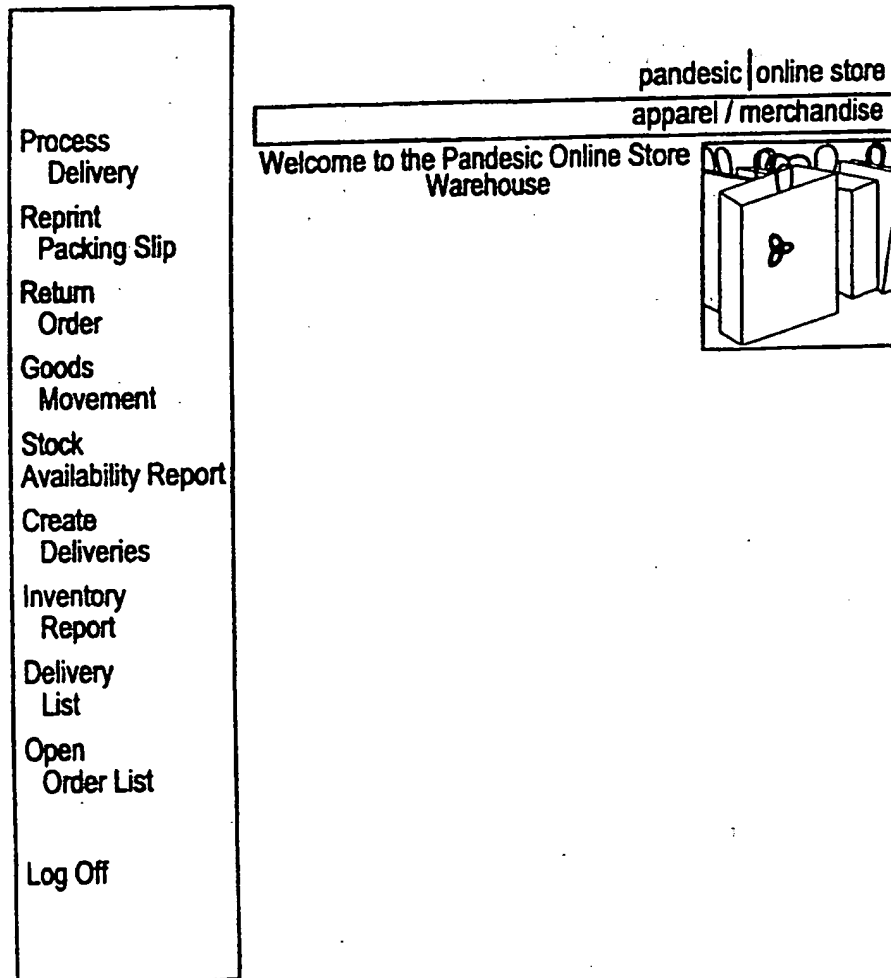 Process
Delivery
Reprint
Packing Slip
Return
Order
Goods
Movement
Stock
Availability Report
Create
Deliveries
Inventory
Report
Delivery
List
Open
Order List
Log Off
pandesic|online store
apparel / merchandise
Welcome to the Pandesic Online Store
Warehouse